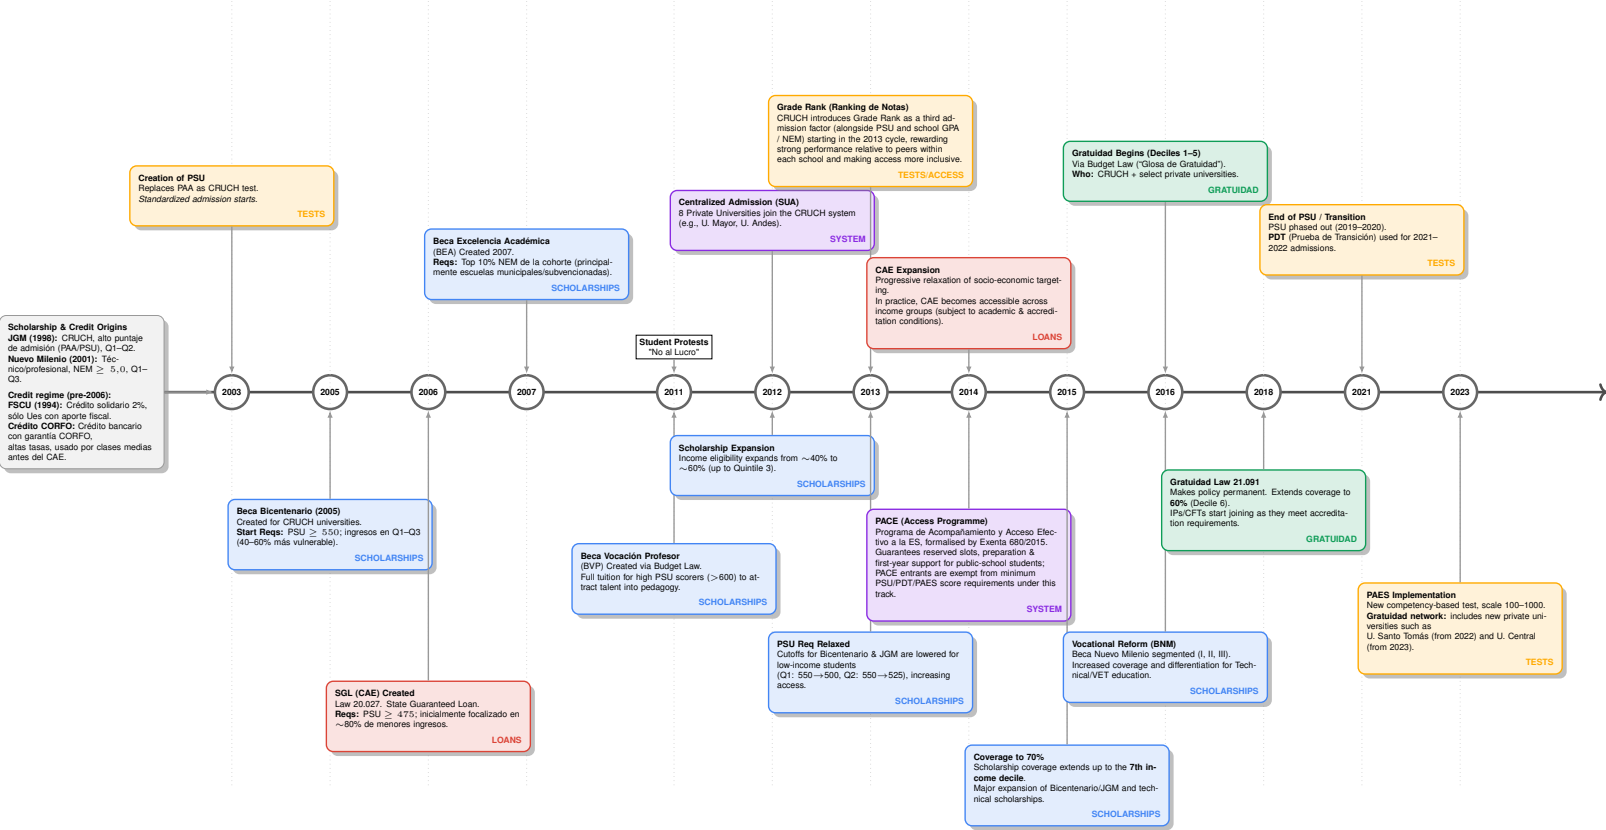 Grade Rank (Ranking de Notas)
CRUCH introduces Grade Rank as a third ad-
mission factor (alongside PSU and school GPA
/ NEM) starting in the 2013 cycle, rewarding
strong performance relative to peers within
each school and making access more inclusive.
TESTS/ACCESS
Gratuidad Begins (Deciles 1–5)
Via Budget Law (“Glosa de Gratuidad”).
Who: CRUCH + select private universities.
GRATUIDAD
Creation of PSU
Replaces PAA as CRUCH test.
Standardized admission starts.
TESTS
Centralized Admission (SUA)
8 Private Universities join the CRUCH system
(e.g., U. Mayor, U. Andes).
SYSTEM
End of PSU / Transition
PSU phased out (2019–2020).
PDT (Prueba de Transición) used for 2021–
2022 admissions.
TESTS
Beca Excelencia Académica
(BEA) Created 2007.
Reqs: Top 10% NEM de la cohorte (principal-
mente escuelas municipales/subvencionadas).
SCHOLARSHIPS
CAE Expansion
Progressive relaxation of socio-economic target-
ing.
In practice, CAE becomes accessible across
income groups (subject to academic & accredi-
tation conditions).
LOANS
Student Protests
"No al Lucro"
Scholarship & Credit Origins
JGM (1998): CRUCH, alto puntaje
de admisión (PAA/PSU), Q1–Q2.
Nuevo Milenio (2001): Téc-
nico/profesional, NEM ≥ 5,0, Q1–
Q3.
Credit regime (pre-2006):
FSCU (1994): Crédito solidario 2%,
sólo Ues con aporte fiscal.
Crédito CORFO: Crédito bancario
con garantía CORFO,
altas tasas, usado por clases medias
antes del CAE.
2003
2005
2006
2007
2011
2012
2013
2014
2015
2016
2018
2021
2023
Scholarship Expansion
Income eligibility expands from ∼40% to
∼60% (up to Quintile 3).
SCHOLARSHIPS
Gratuidad Law 21.091
Makes policy permanent. Extends coverage to
60% (Decile 6).
IPs/CFTs start joining as they meet accredita-
tion requirements.
GRATUIDAD
Beca Bicentenario (2005)
Created for CRUCH universities.
Start Reqs: PSU ≥ 550; ingresos en Q1–Q3
(40–60% más vulnerable).
SCHOLARSHIPS
PACE (Access Programme)
Programa de Acompañamiento y Acceso Efec-
tivo a la ES, formalised by Exenta 680/2015.
Guarantees reserved slots, preparation &
first-year support for public-school students;
PACE entrants are exempt from minimum
PSU/PDT/PAES score requirements under this
track.
SYSTEM
Beca Vocación Profesor
(BVP) Created via Budget Law.
Full tuition for high PSU scorers (>600) to at-
tract talent into pedagogy.
SCHOLARSHIPS
PAES Implementation
New competency-based test, scale 100–1000.
Gratuidad network: includes new private uni-
versities such as
U. Santo Tomás (from 2022) and U. Central
(from 2023).
TESTS
PSU Req Relaxed
Cutoffs for Bicentenario & JGM are lowered for
low-income students
(Q1: 550→500, Q2: 550→525), increasing
access.
SCHOLARSHIPS
Vocational Reform (BNM)
Beca Nuevo Milenio segmented (I, II, III).
Increased coverage and differentiation for Tech-
nical/VET education.
SCHOLARSHIPS
SGL (CAE) Created
Law 20.027. State Guaranteed Loan.
Reqs: PSU ≥ 475; inicialmente focalizado en
∼80% de menores ingresos.
LOANS
Coverage to 70%
Scholarship coverage extends up to the 7th in-
come decile.
Major expansion of Bicentenario/JGM and tech-
nical scholarships.
SCHOLARSHIPS